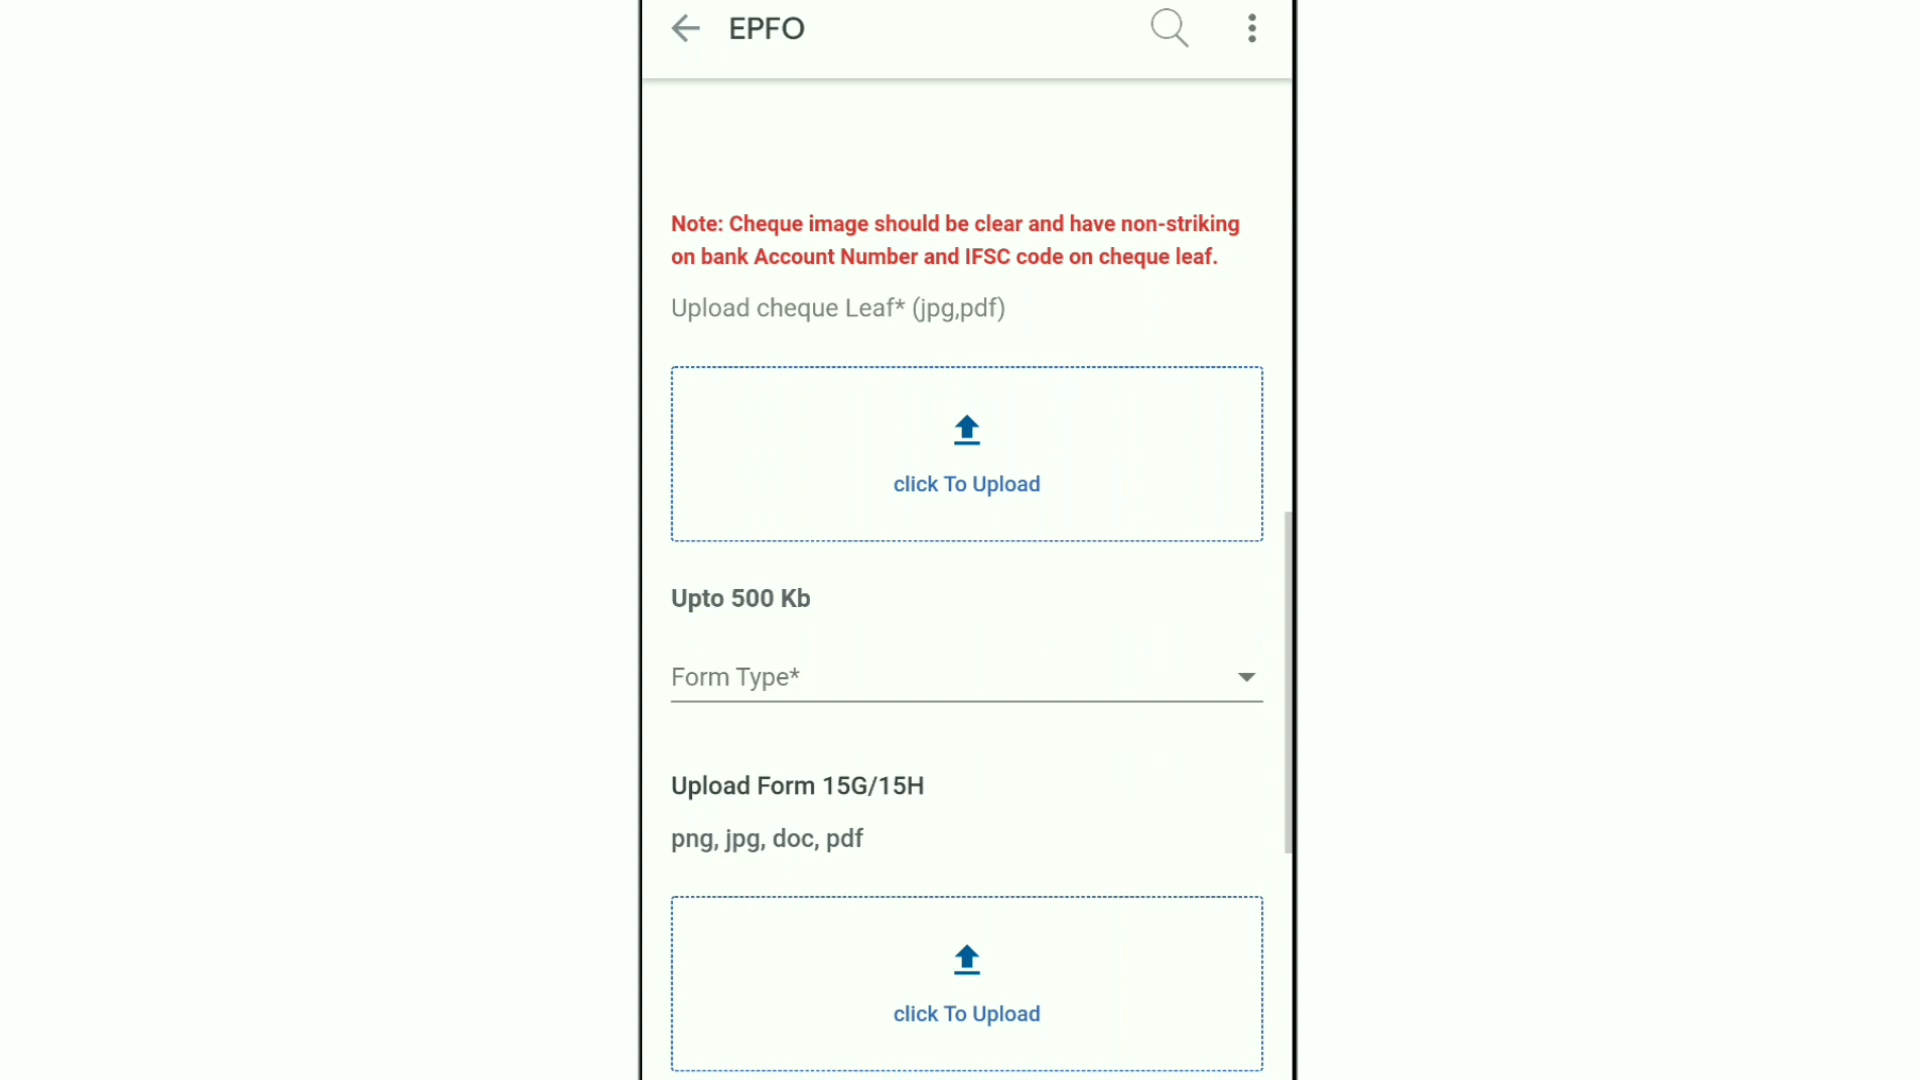 EPFO
Note: Cheque image should be clear and have non-striking
on bank Account Number and IFSC code on cheque leaf.
Upload cheque Leaf* (jpg,pdf)
click To Upload
Upto 500 Kb
Form Type*
Upload Form 15G/15H
png, jpg, doc, pdf
click To Upload